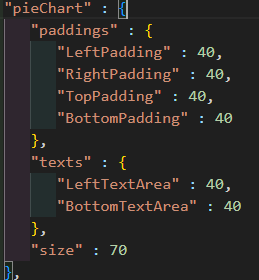 "pieChart" : {
"paddings" : {
"LeftPadding" : 40,
"RightPadding" : 40,
"TopPadding" : 40,
"BottomPadding" : 40
},
"texts" : {
"LeftTextArea" : 40,
"BottomTextArea" : 40
},
"size" : 70
},